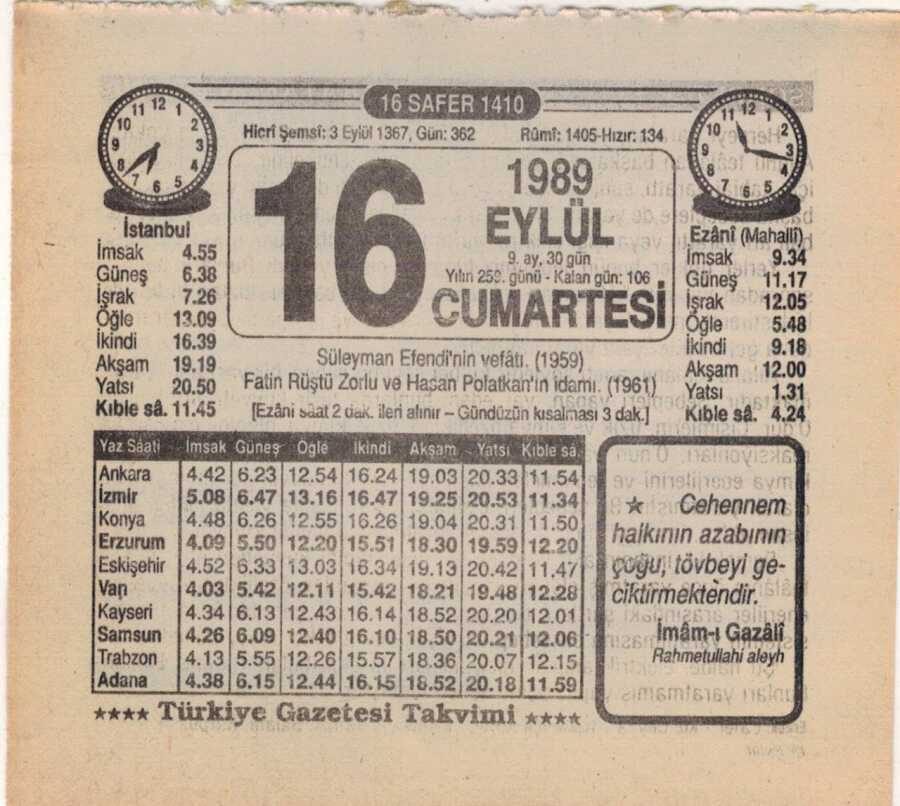 16 SAFER 1410
Hicrî Şemsî: 3 Eylül 1367, Gün: 362 Rûmî: 1405-Hızır: 134
16
1989
EYLÜL
9. ay, 30 gün
Yılın 259. günü - Kalan gün: 106
CUMARTESİ
İstanbul
İmsak 4.55
Güneş 6.38
İşrak 7.26
Öğle 13.09
İkindi 16.39
Akşam 19.19
Yatsı 20.50
Kıble sâ. 11.45
Ezânî (Mahallî)
İmsak 9.34
Güneş 11.17
İşrak 12.05
Öğle 5.48
İkindi 9.18
Akşam 12.00
Yatsı 1.31
Kıble sâ. 4.24
Süleyman Efendi'nin vefâtı. (1959)
Fatin Rüştü Zorlu ve Hasan Polatkan'ın idamı. (1961)
[Ezânî saat 2 dak. ileri alınır – Gündüzün kısalması 3 dak.]
Yaz Sâati İmsak Güneş Öğle İkindi Akşam Yatsı Kıble sâ.
Ankara 4.42 6.23 12.54 16.24 19.03 20.33 11.54
İzmir 5.08 6.47 13.16 16.47 19.25 20.53 11.34
Konya 4.48 6.26 12.55 16.26 19.04 20.31 11.50
Erzurum 4.09 5.50 12.20 15.51 18.30 19.59 12.20
Eskişehir 4.52 6.33 13.03 16.34 19.13 20.42 11.47
Van 4.03 5.42 12.11 15.42 18.21 19.48 12.28
Kayseri 4.34 6.13 12.43 16.14 18.52 20.20 12.01
Samsun 4.26 6.09 12.40 16.10 18.50 20.21 12.06
Trabzon 4.13 5.55 12.26 15.57 18.36 20.07 12.15
Adana 4.38 6.15 12.44 16.15 18.52 20.18 11.59
★ Cehennem
halkının azabının
çoğu, tövbeyi ge-
ciktirmektendir.
İmâm-ı Gazâlî
Rahmetullahi aleyh
★★★★ Türkiye Gazetesi Takvimi ★★★★